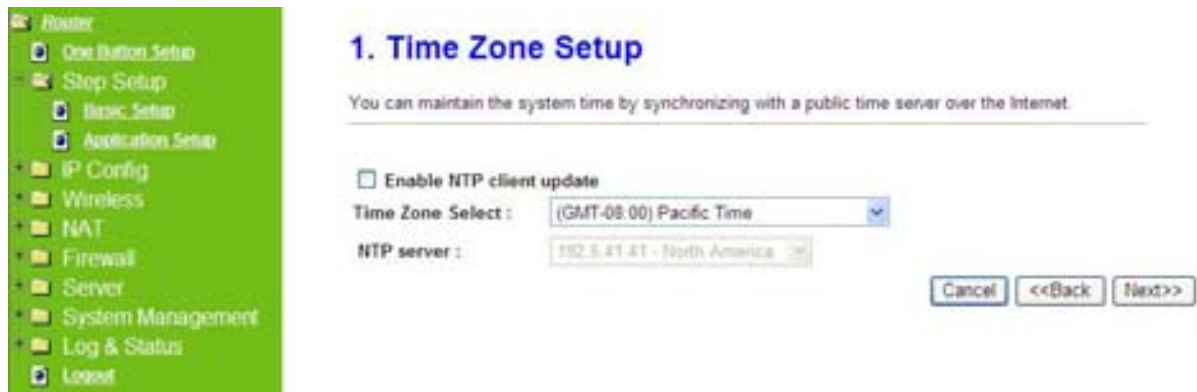 Router
One Button Setup
Step Setup
Basic Setup
Application Setup
IP Config
Wireless
NAT
Firewall
Server
System Management
Log & Status
Logout
1. Time Zone Setup
You can maintain the system time by synchronizing with a public time server over the Internet.
Enable NTP client update
Time Zone Select : (GMT-08:00) Pacific Time
NTP server : 192.5.41.41 - North America
Cancel <<Back Next>>